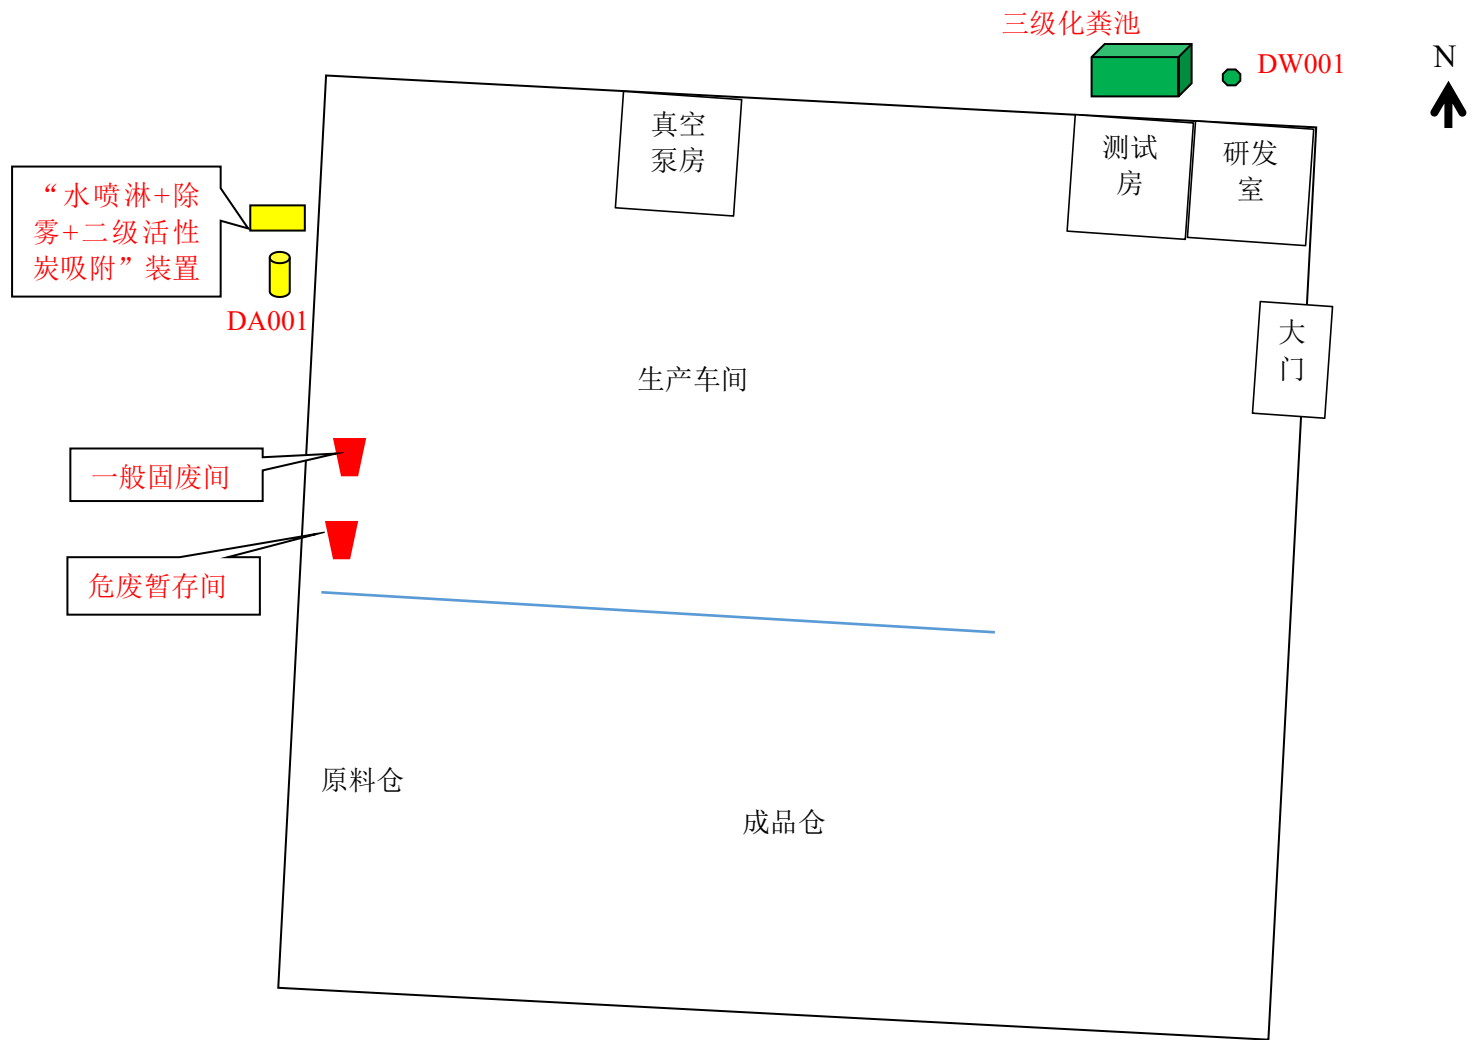 三级化粪池
DW001
N
真空
泵房
测试
房
研发
室
“水喷淋+除
雾+二级活性
炭吸附”装置
DA001
大
门
生产车间
一般固废间
危废暂存间
原料仓
成品仓